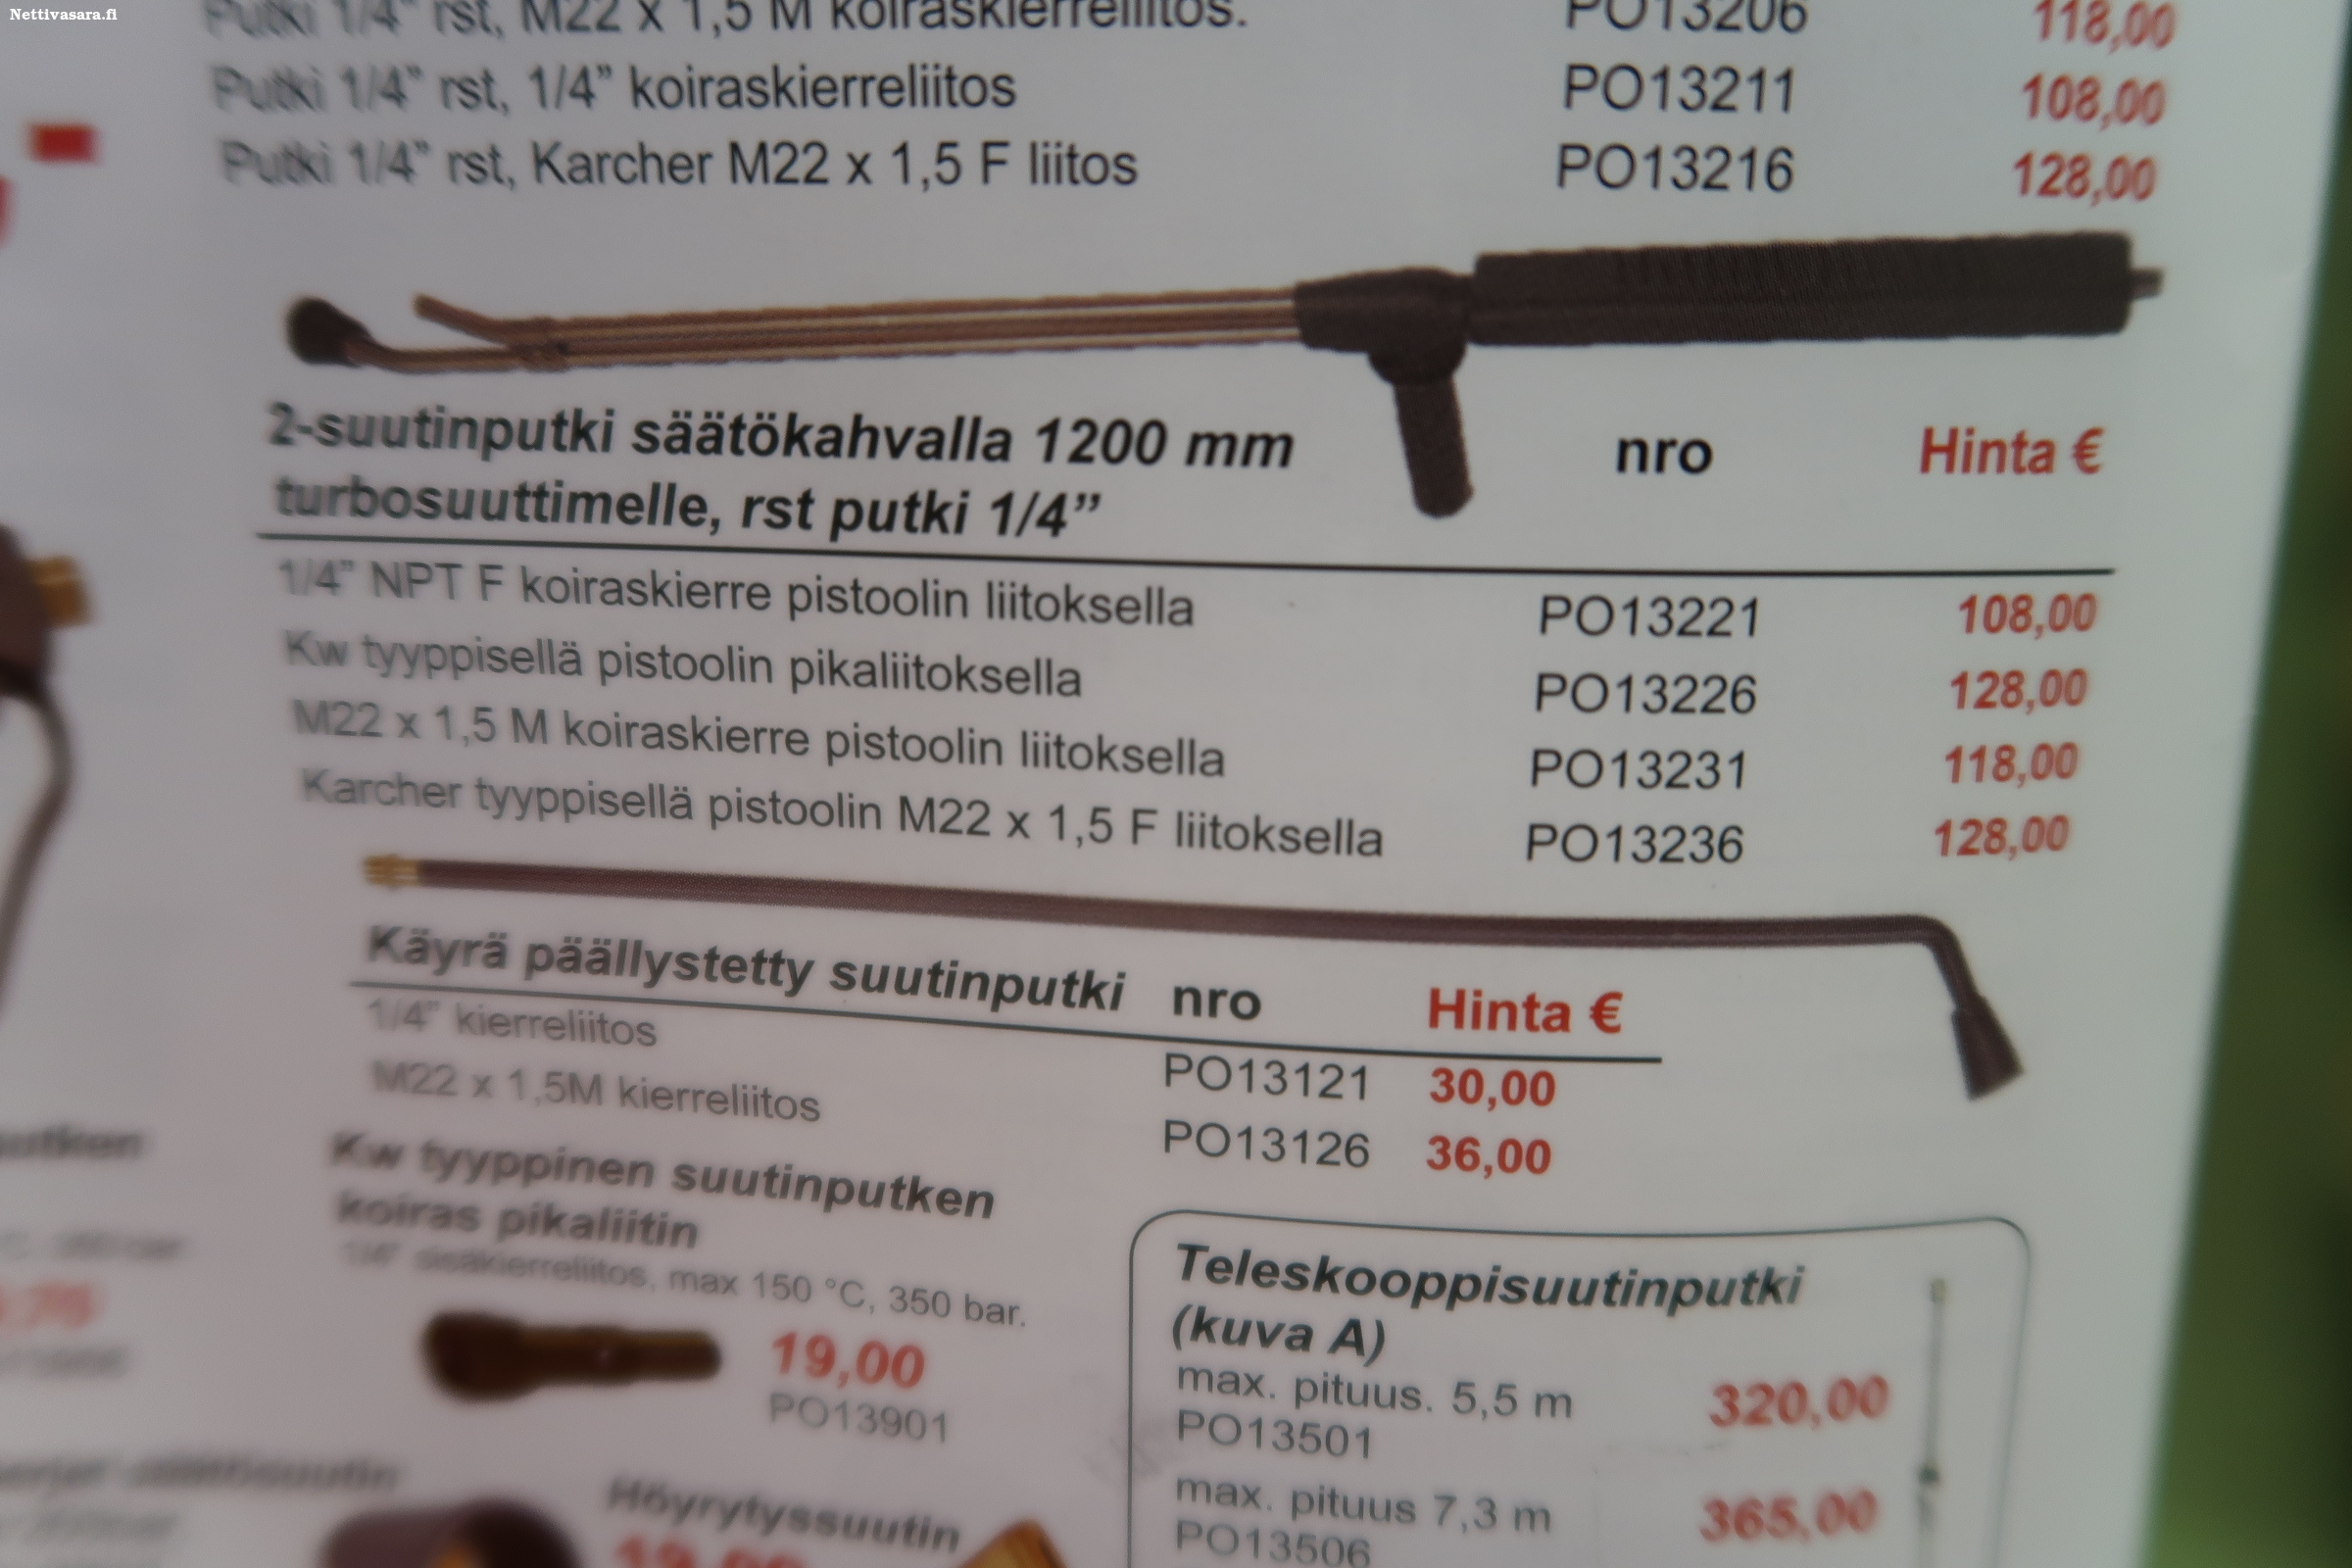 Nettivasara.fi
Putki 1/4” rst, M22 x 1,5 M koiraskierreliitos. PO13206 118,00
Putki 1/4” rst, 1/4” koiraskierreliitos PO13211 108,00
Putki 1/4” rst, Karcher M22 x 1,5 F liitos PO13216 128,00
2-suutinputki säätökahvalla 1200 mm nro Hinta €
turbosuuttimelle, rst putki 1/4”
1/4” NPT F koiraskierre pistoolin liitoksella PO13221 108,00
Kw tyyppisellä pistoolin pikaliitoksella PO13226 128,00
M22 x 1,5 M koiraskierre pistoolin liitoksella PO13231 118,00
Karcher tyyppisellä pistoolin M22 x 1,5 F liitoksella PO13236 128,00
Käyrä päällystetty suutinputki nro Hinta €
1/4” kierreliitos PO13121 30,00
M22 x 1,5M kierreliitos PO13126 36,00
Kw tyyppinen suutinputken
koiras pikaliitin
1/4” sisäkierreliitos, max 150 °C, 350 bar.
19,00
PO13901
Teleskooppisuutinputki
(kuva A)
max. pituus. 5,5 m 320,00
PO13501
max. pituus 7,3 m 365,00
PO13506
Höyrytyssuutin